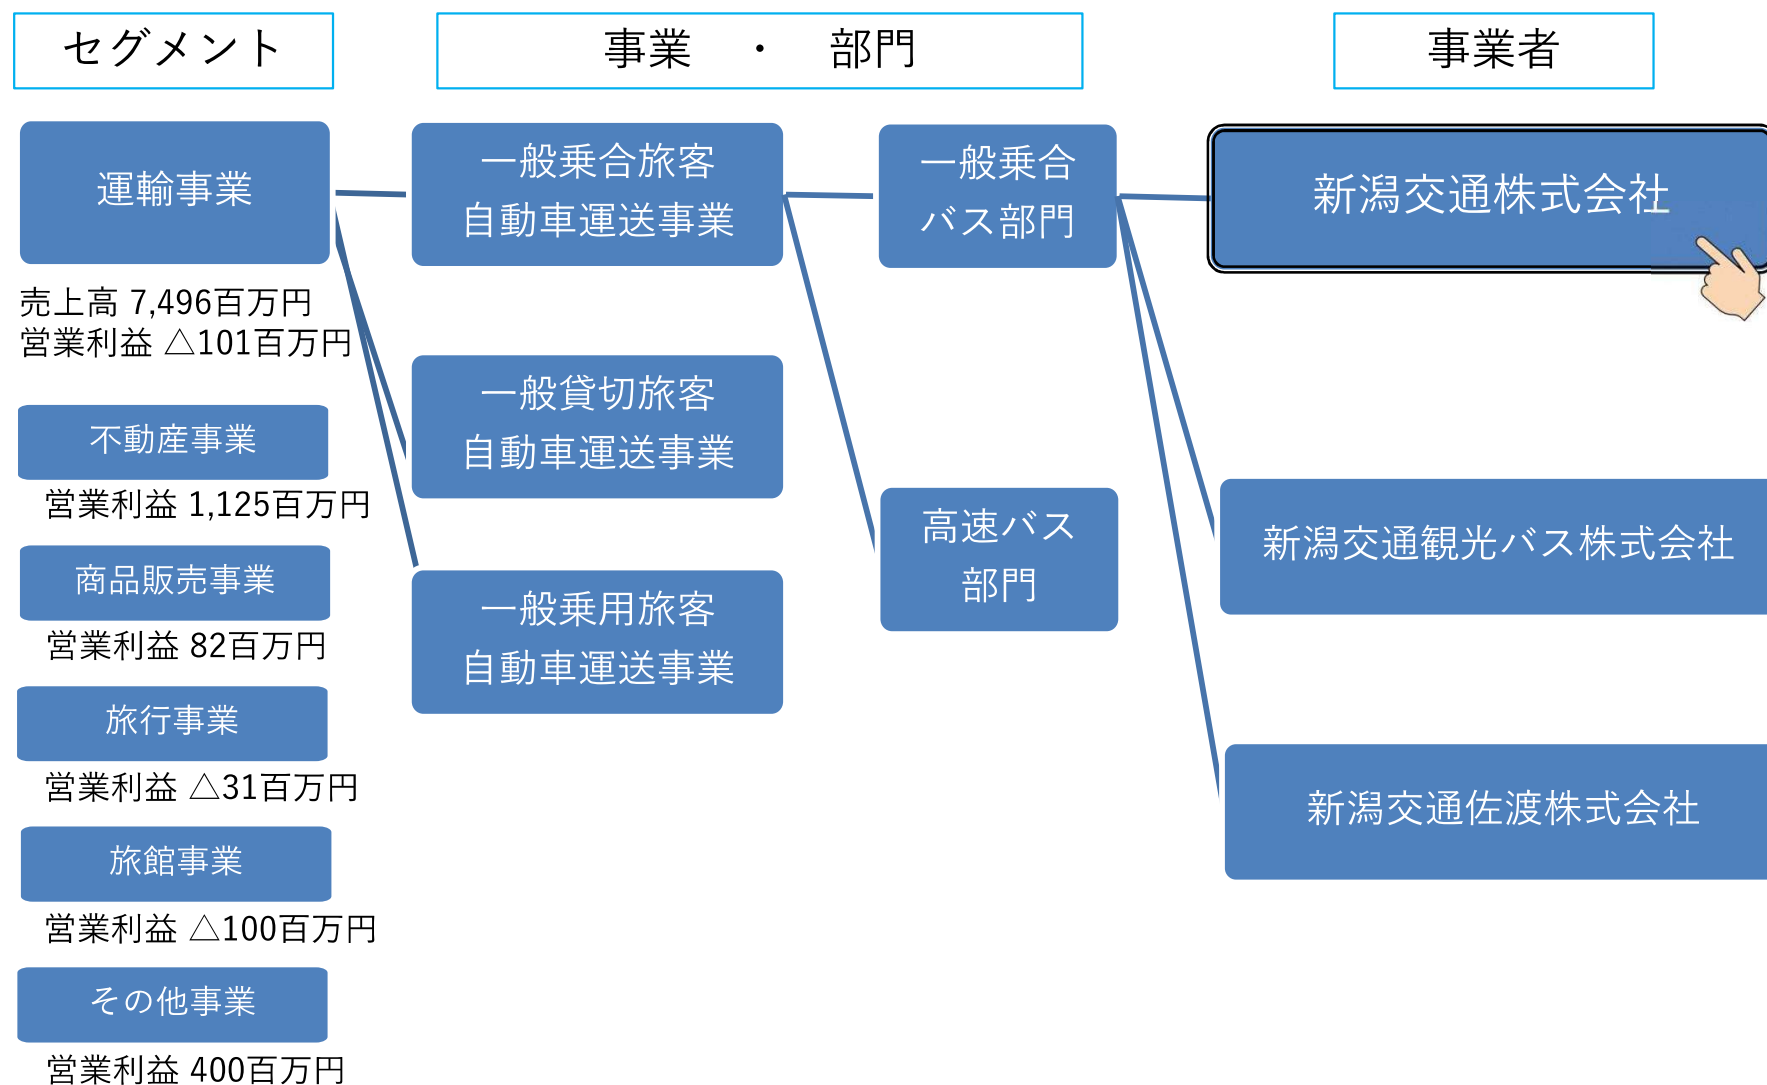 セグメント
事業 ・ 部門
事業者
運輸事業
売上高 7,496百万円
営業利益 △101百万円
不動産事業
営業利益 1,125百万円
商品販売事業
営業利益 82百万円
旅行事業
営業利益 △31百万円
旅館事業
営業利益 △100百万円
その他事業
営業利益 400百万円
一般乗合旅客
自動車運送事業
一般貸切旅客
自動車運送事業
一般乗用旅客
自動車運送事業
一般乗合
バス部門
高速バス
部門
新潟交通株式会社
新潟交通観光バス株式会社
新潟交通佐渡株式会社